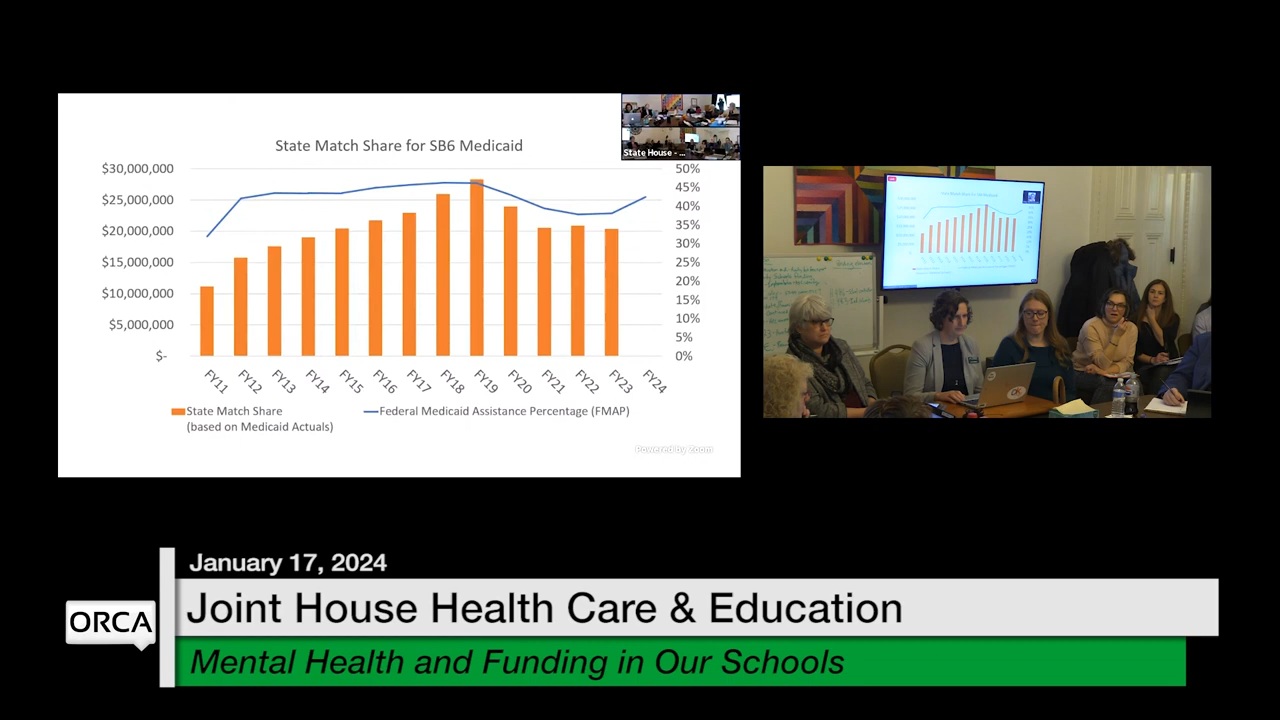 State House - ...
State Match Share for SB6 Medicaid
$30,000,000
$25,000,000
$20,000,000
$15,000,000
$10,000,000
$5,000,000
$-
50%
45%
40%
35%
30%
25%
20%
15%
10%
5%
0%
FY11
FY12
FY13
FY14
FY15
FY16
FY17
FY18
FY19
FY20
FY21
FY22
FY23
FY24
State Match Share
(based on Medicaid Actuals)
Federal Medicaid Assistance Percentage (FMAP)
Powered by Zoom
January 17, 2024
ORCA
Joint House Health Care & Education
Mental Health and Funding in Our Schools